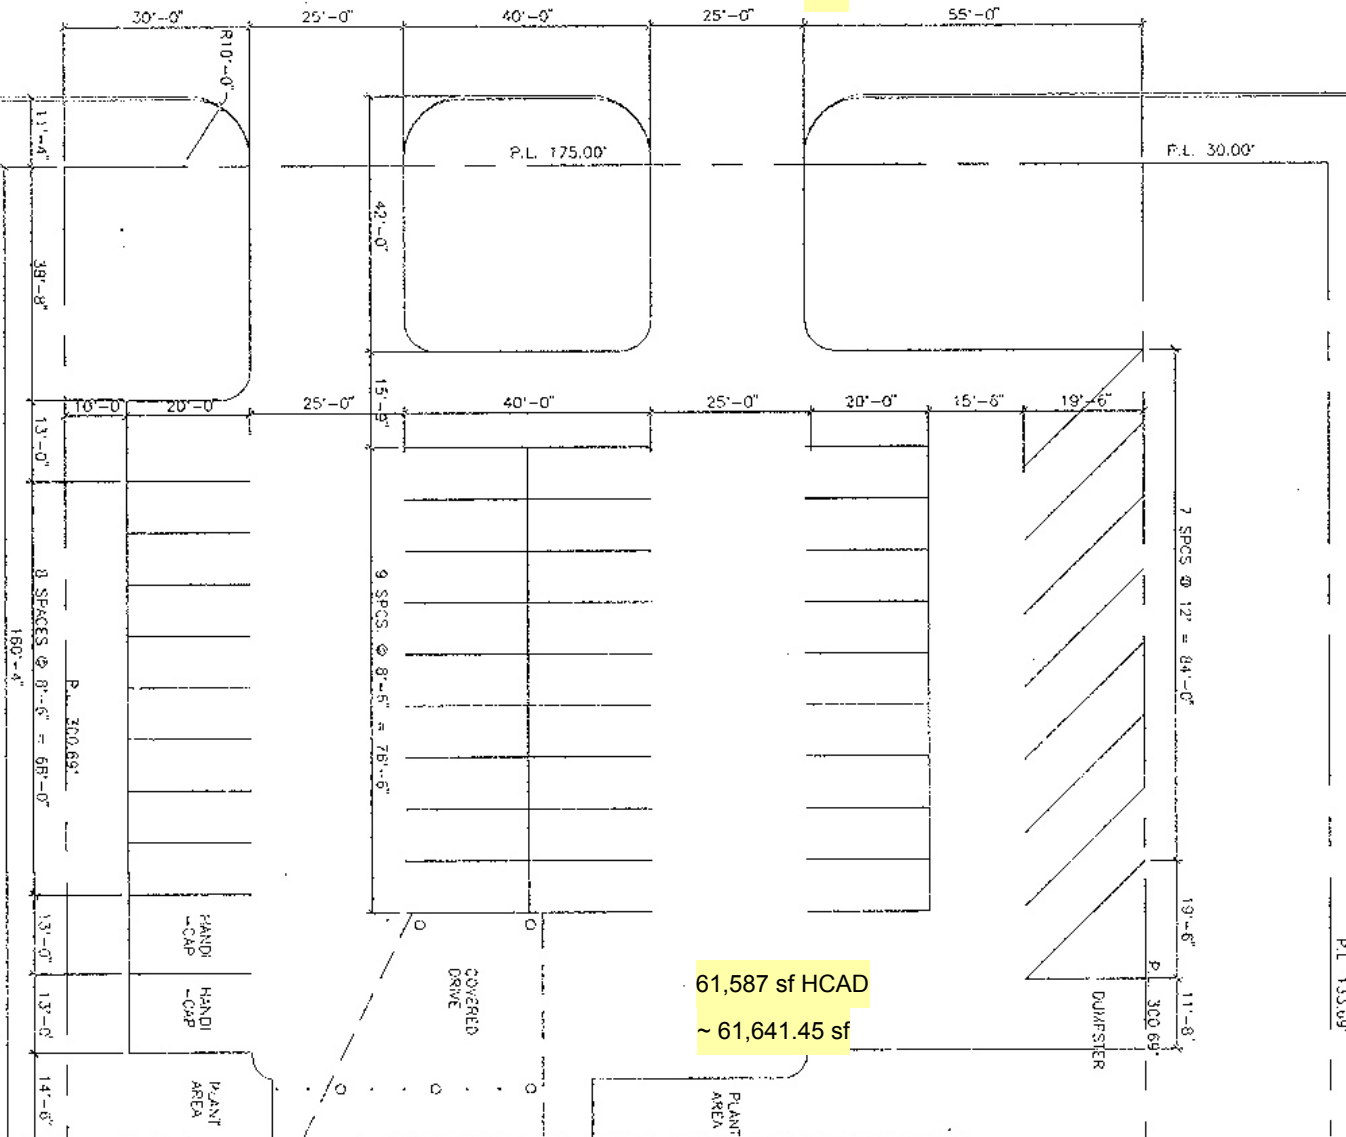 30'-0" 25'-0" 40'-0" 25'-0" 55'-0"
R10'-0"
11'-4"
P.L. 175.00'
P.L. 30.00'
42'-0"
38'-8"
15'-9"
10'-0 20'-0" 25'-0" 40'-0" 25'-0" 20'-0" 15'-6" 19'-6"
13'-0"
7 SPCS @ 12' = 84'-0"
8 SPACES @ 8'-6" = 68'-0"
9 SPCS. @ 8'-6" = 76'-6"
160'-4"
P.L. 300.69'
13'-0"
HANDI
-CAP
19'-6"
COVERED
DRIVE
61,587 sf HCAD
~ 61,641.45 sf
13'-0"
HANDI
-CAP
DUMPSTER
P. 300.69'
11'-8"
14'-6"
PLANT
AREA
PLANT
AREA